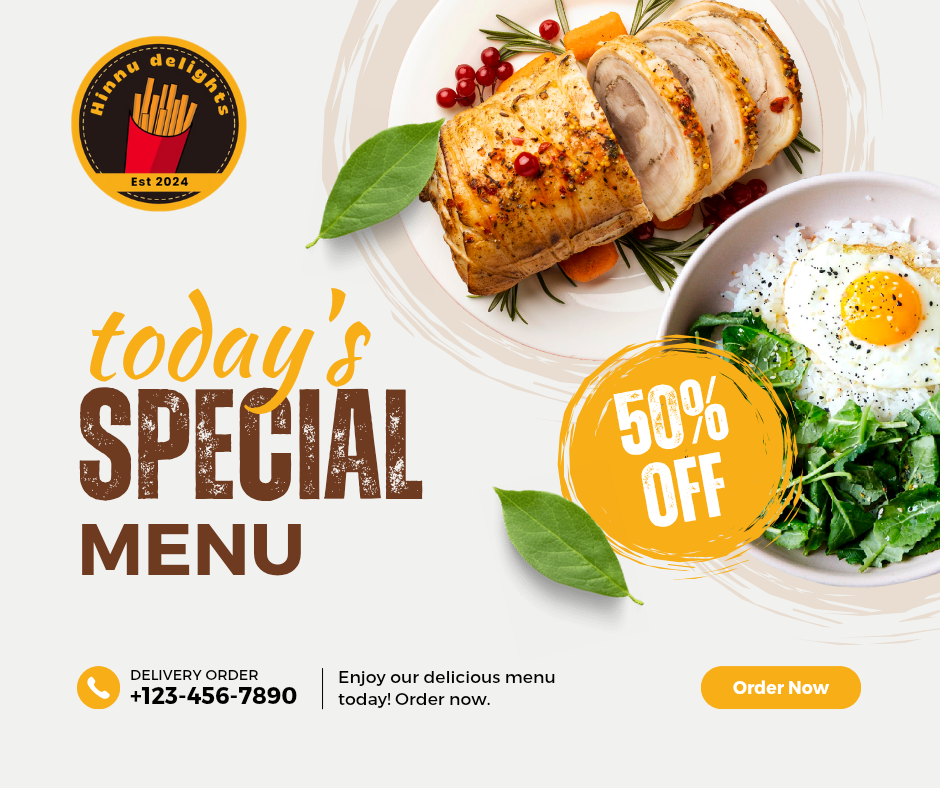 Hinnu delights
Est 2024
today's
SPECIAL
MENU
50%
OFF
DELIVERY ORDER
+123-456-7890
Enjoy our delicious menu
today! Order now.
Order Now